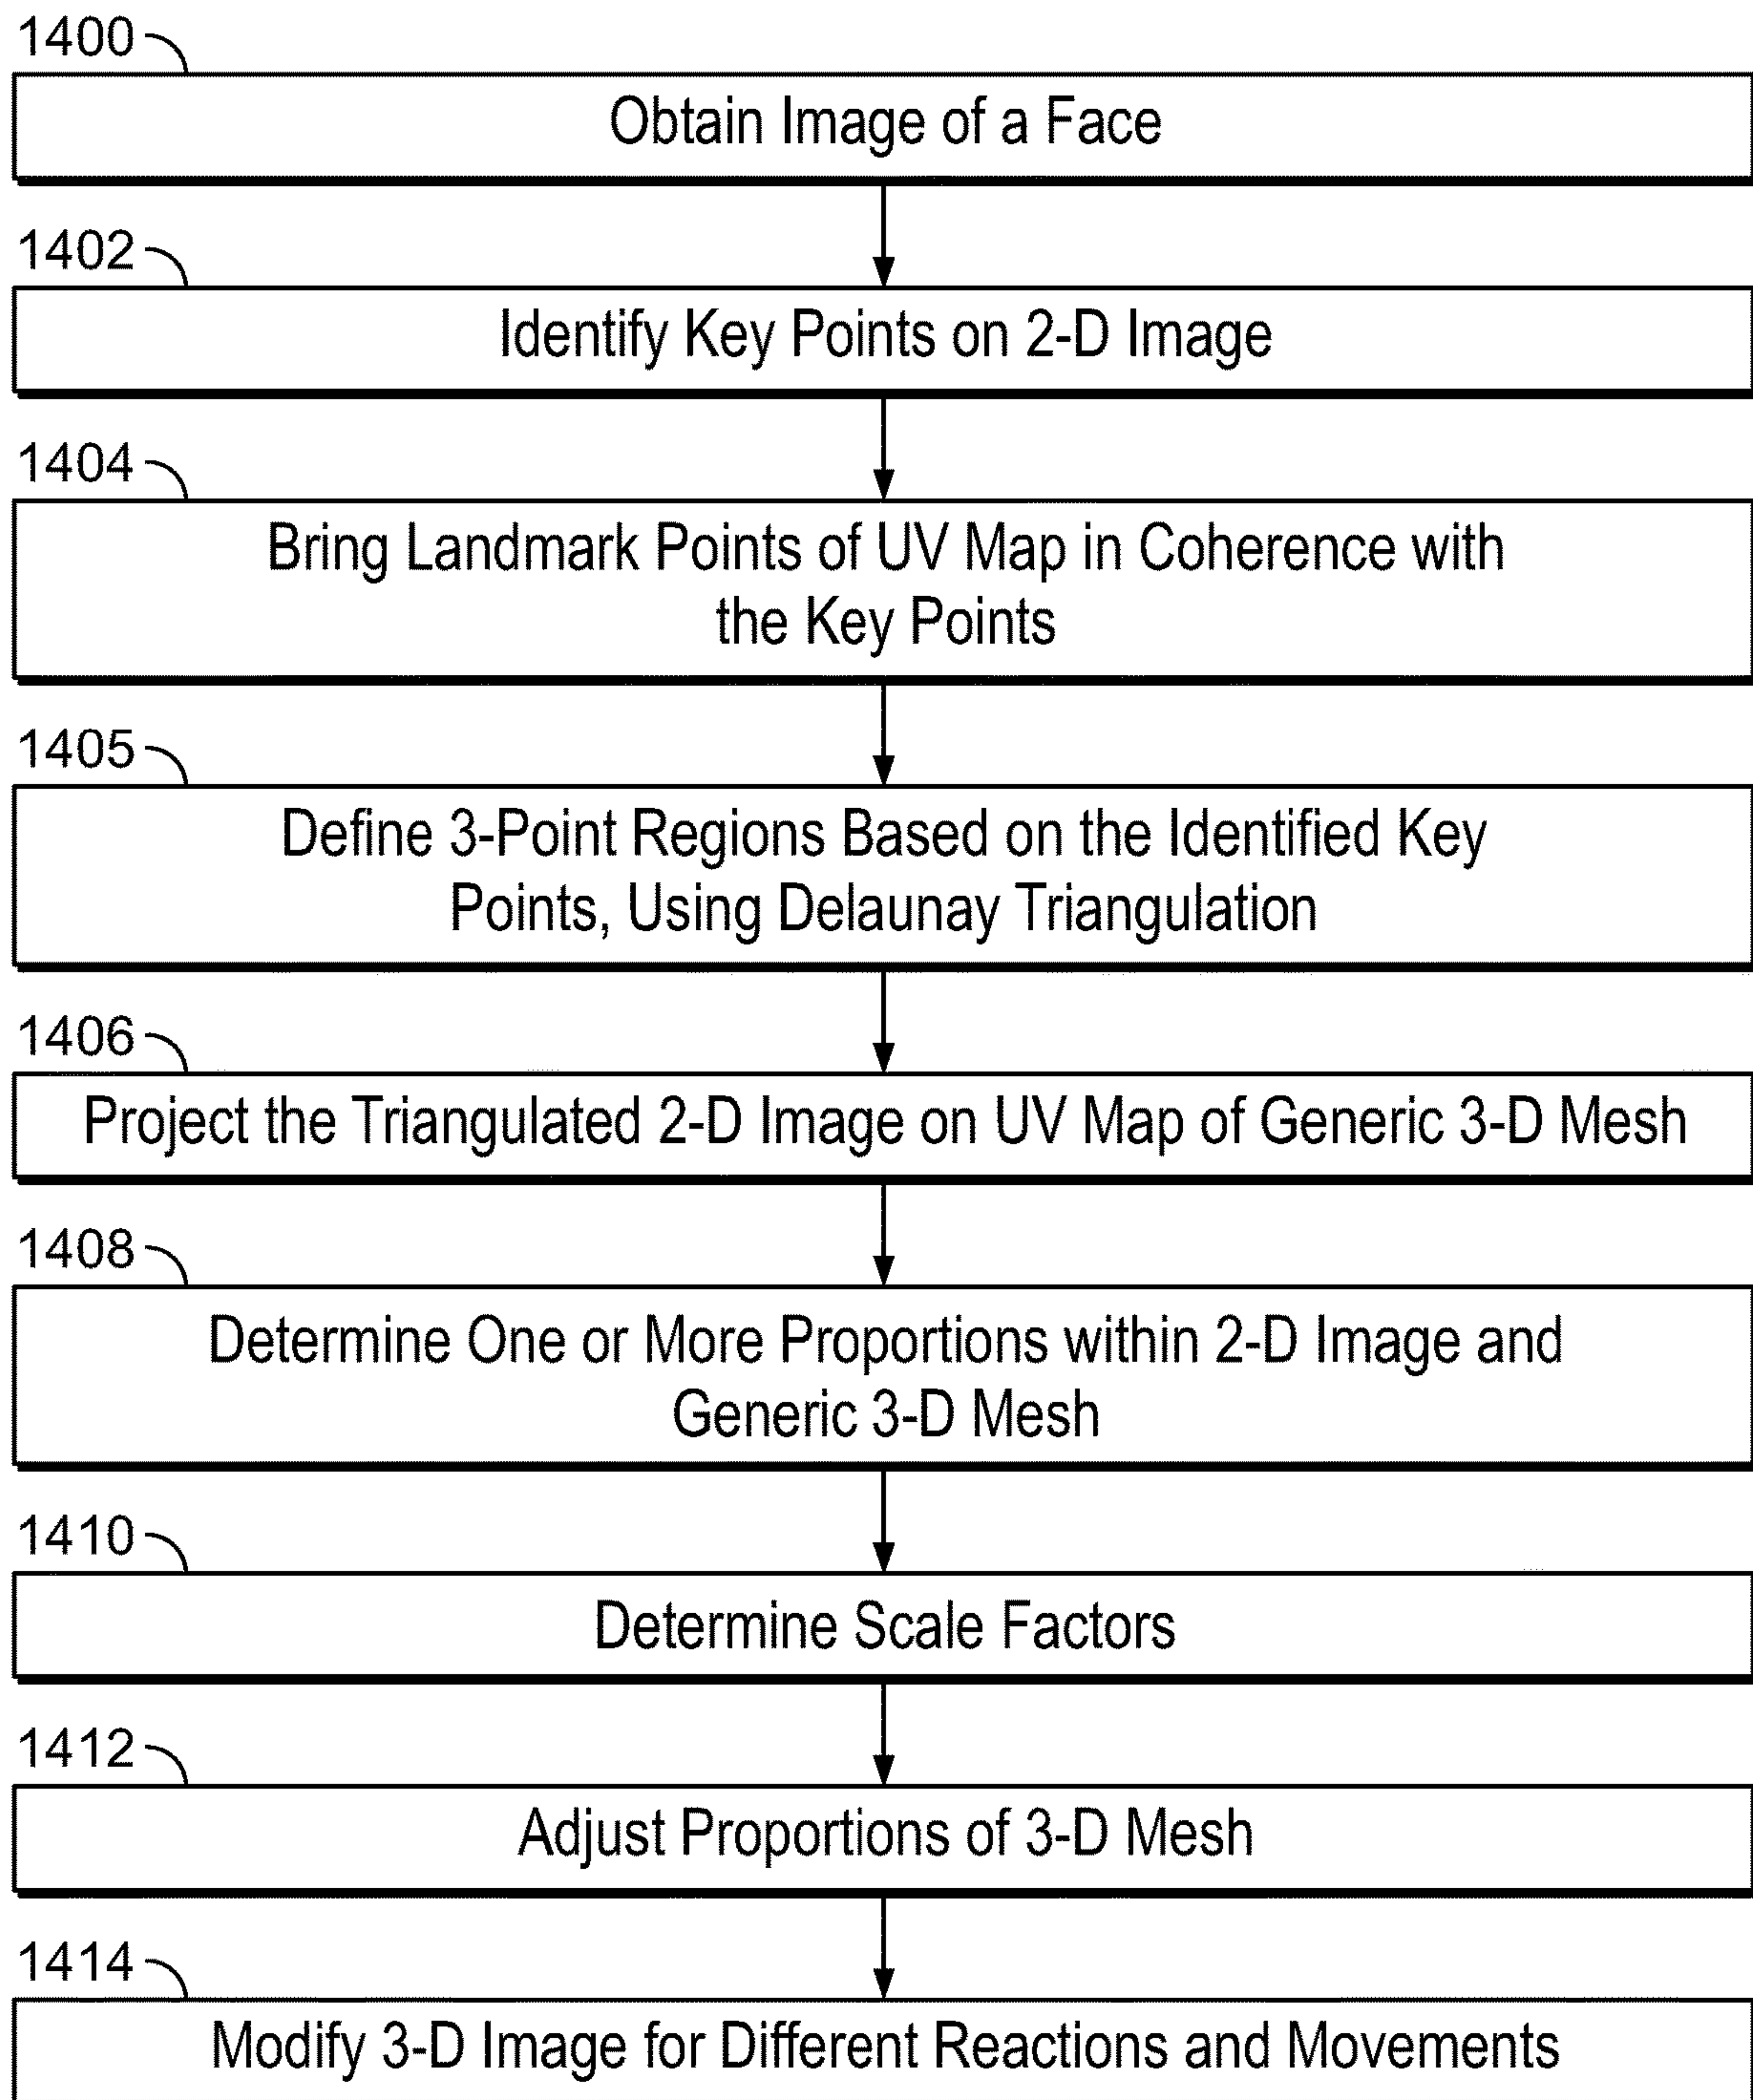 1400
Obtain Image of a Face
1402
Identify Key Points on 2-D Image
1404
Bring Landmark Points of UV Map in Coherence with
the Key Points
1405
Define 3-Point Regions Based on the Identified Key
Points, Using Delaunay Triangulation
1406
Project the Triangulated 2-D Image on UV Map of Generic 3-D Mesh
1408
Determine One or More Proportions within 2-D Image and
Generic 3-D Mesh
1410
Determine Scale Factors
1412
Adjust Proportions of 3-D Mesh
1414
Modify 3-D Image for Different Reactions and Movements